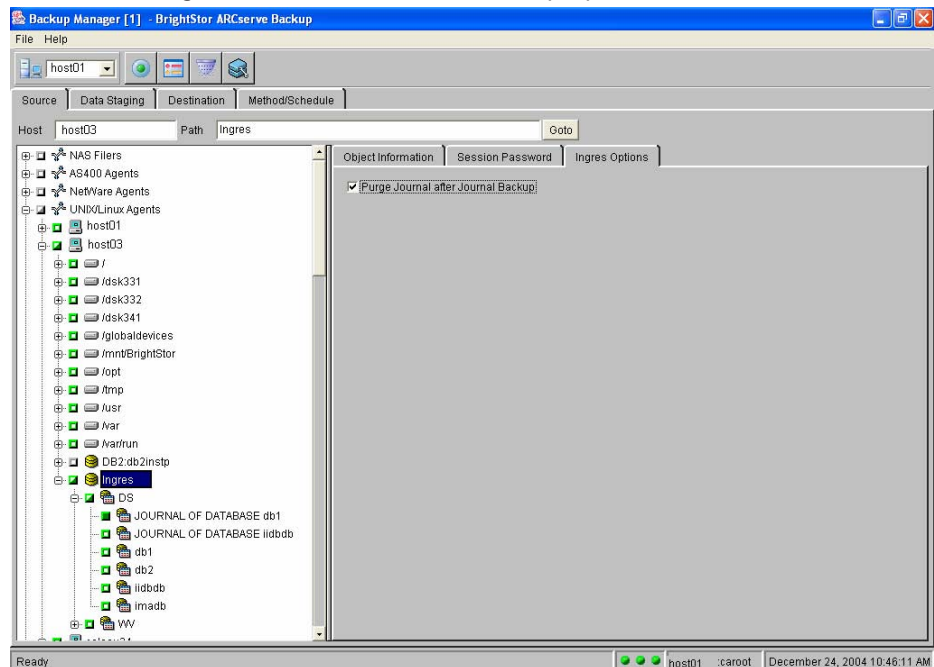 Backup Manager [1] - BrightStor ARCserve Backup
File Help
host01
Source Data Staging Destination Method/Schedule
Host host03 Path Ingres Goto
NAS Filers
AS400 Agents
NetWare Agents
UNIX/Linux Agents
host01
host03
/
/dsk331
/dsk332
/dsk341
/globaldevices
/mnt/BrightStor
/opt
/tmp
/usr
/var
/var/run
DB2:db2instp
Ingres
DS
JOURNAL OF DATABASE db1
JOURNAL OF DATABASE iidbdb
db1
db2
iidbdb
imadb
WV
Object Information Session Password Ingres Options
Purge Journal after Journal Backup
Ready host01 :caroot December 24, 2004 10:46:11 AM